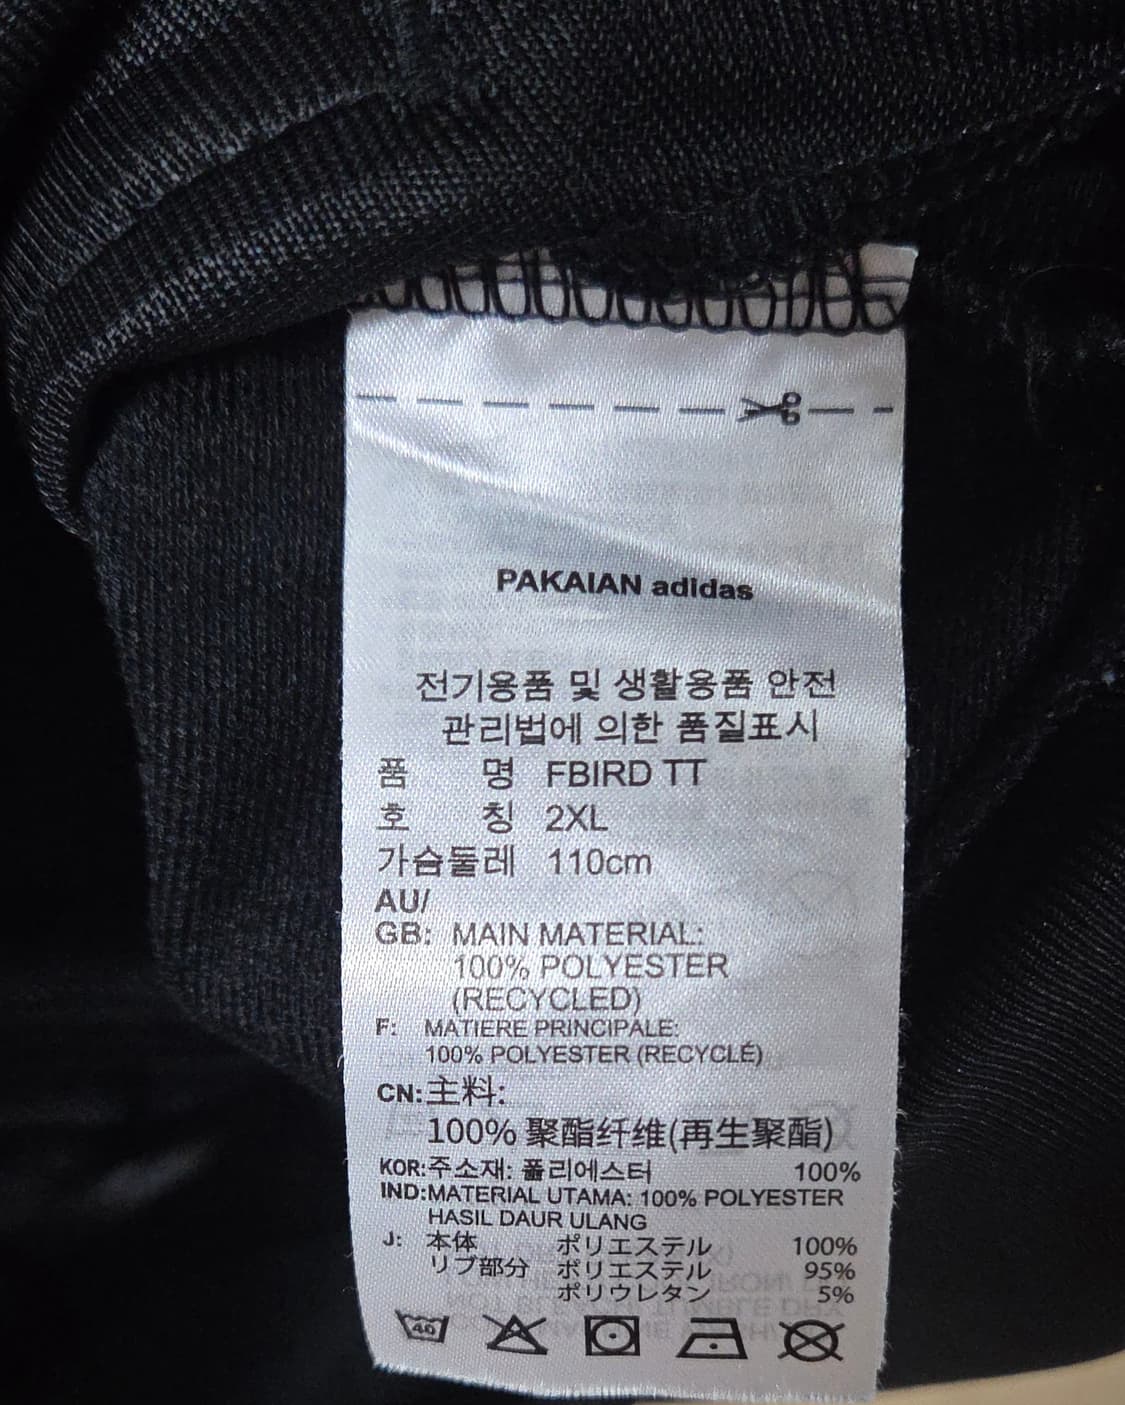 PAKAIAN adidas
전기용품 및 생활용품 안전
관리법에 의한 품질표시
품 명 FBIRD TT
호 칭 2XL
가슴둘레 110cm
AU/
GB: MAIN MATERIAL:
100% POLYESTER
(RECYCLED)
F: MATIERE PRINCIPALE:
100% POLYESTER (RECYCLÉ)
CN:主料:
100% 聚酯纤维(再生聚酯)
KOR:주소재: 폴리에스터 100%
IND:MATERIAL UTAMA: 100% POLYESTER
HASIL DAUR ULANG
J: 本体 ポリエステル 100%
リブ部分 ポリエステル 95%
ポリウレタン 5%
40